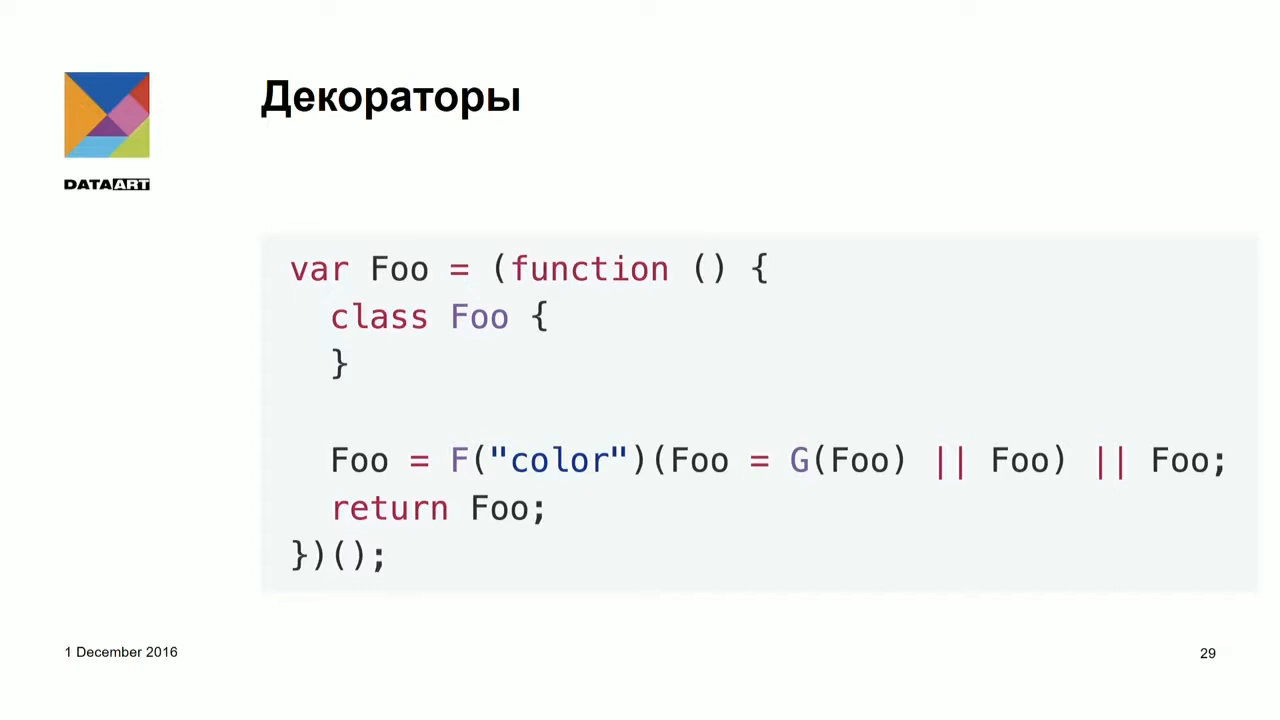 Декораторы
DATAART
var Foo = (function () {
class Foo {
}
Foo = F("color")(Foo = G(Foo) || Foo) || Foo;
return Foo;
})();
1 December 2016
29